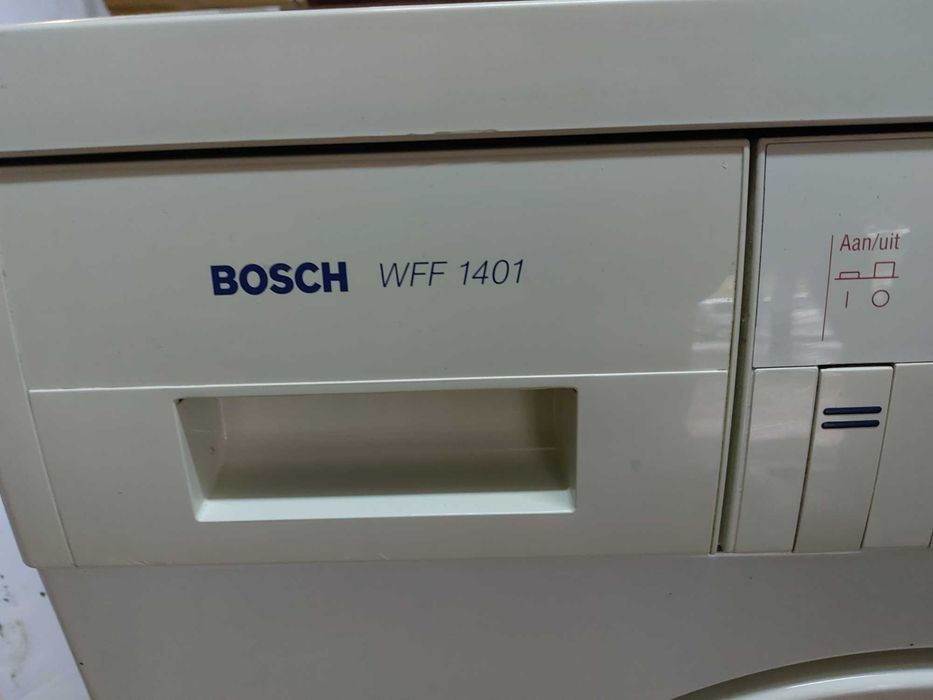 BOSCH WFF 1401
Aan/uit
I O